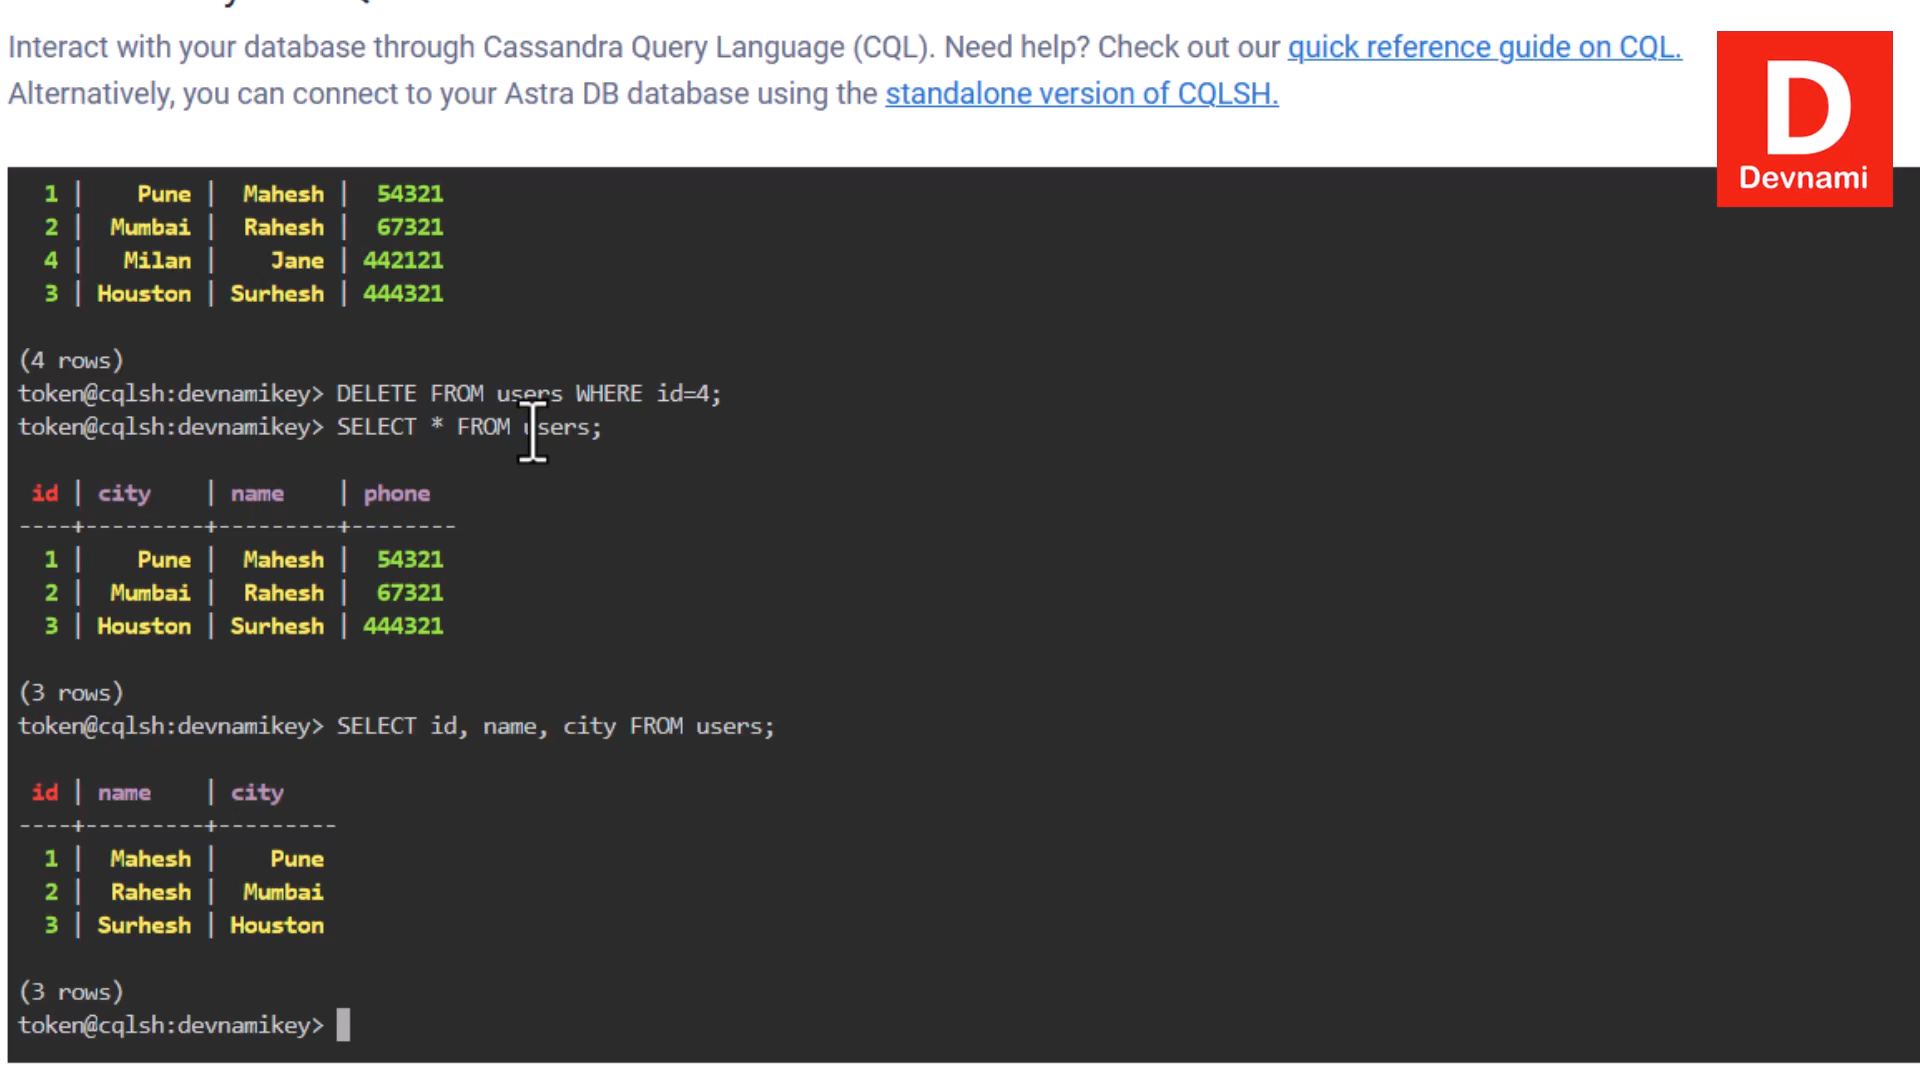 Interact with your database through Cassandra Query Language (CQL). Need help? Check out our quick reference guide on CQL.
Alternatively, you can connect to your Astra DB database using the standalone version of CQLSH.
D
Devnami
1 | Pune | Mahesh | 54321
2 | Mumbai | Rahesh | 67321
4 | Milan | Jane | 442121
3 | Houston | Surhesh | 444321
(4 rows)
token@cqlsh:devnamikey> DELETE FROM users WHERE id=4;
token@cqlsh:devnamikey> SELECT * FROM users;
id | city | name | phone
----+---------+---------+--------
1 | Pune | Mahesh | 54321
2 | Mumbai | Rahesh | 67321
3 | Houston | Surhesh | 444321
(3 rows)
token@cqlsh:devnamikey> SELECT id, name, city FROM users;
id | name | city
----+---------+---------
1 | Mahesh | Pune
2 | Rahesh | Mumbai
3 | Surhesh | Houston
(3 rows)
token@cqlsh:devnamikey>